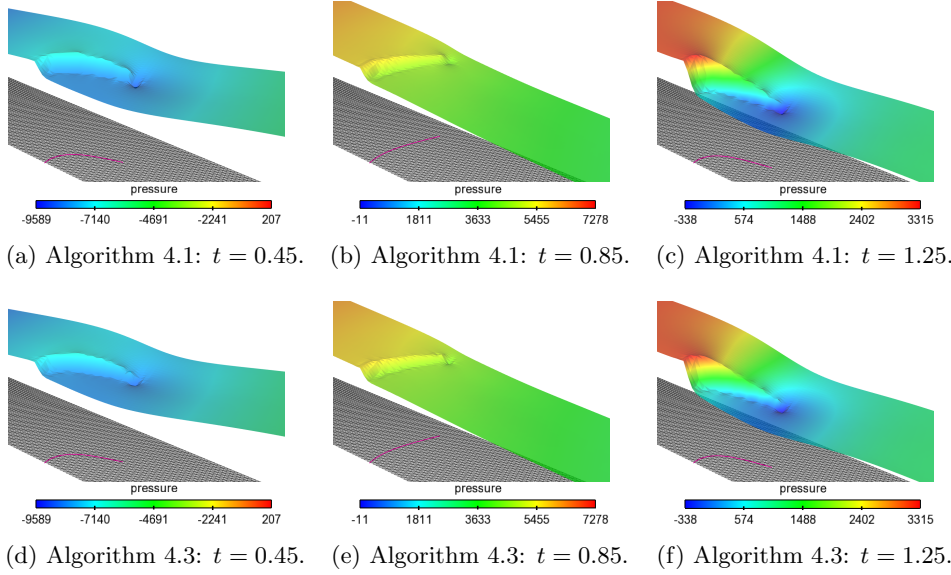 pressure pressure pressure
-9589 -7140 -4691 -2241 207 -11 1811 3633 5455 7278 -338 574 1488 2402 3315
(a) Algorithm 4.1: t = 0.45. (b) Algorithm 4.1: t = 0.85. (c) Algorithm 4.1: t = 1.25.
pressure pressure pressure
-9589 -7140 -4691 -2241 207 -11 1811 3633 5455 7278 -338 574 1488 2402 3315
(d) Algorithm 4.3: t = 0.45. (e) Algorithm 4.3: t = 0.85. (f) Algorithm 4.3: t = 1.25.